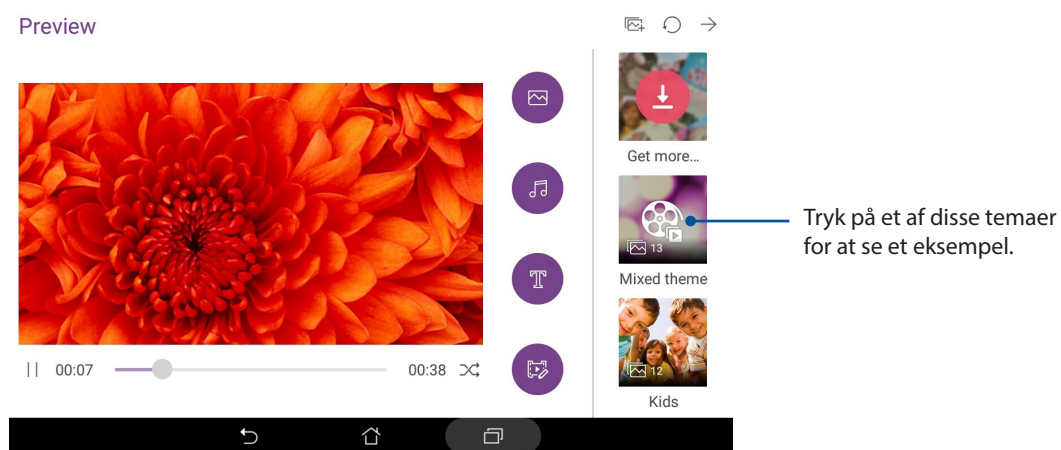 Preview
Get more...
13
Mixed theme
12
Kids
00:07
00:38
Tryk på et af disse temaer
for at se et eksempel.